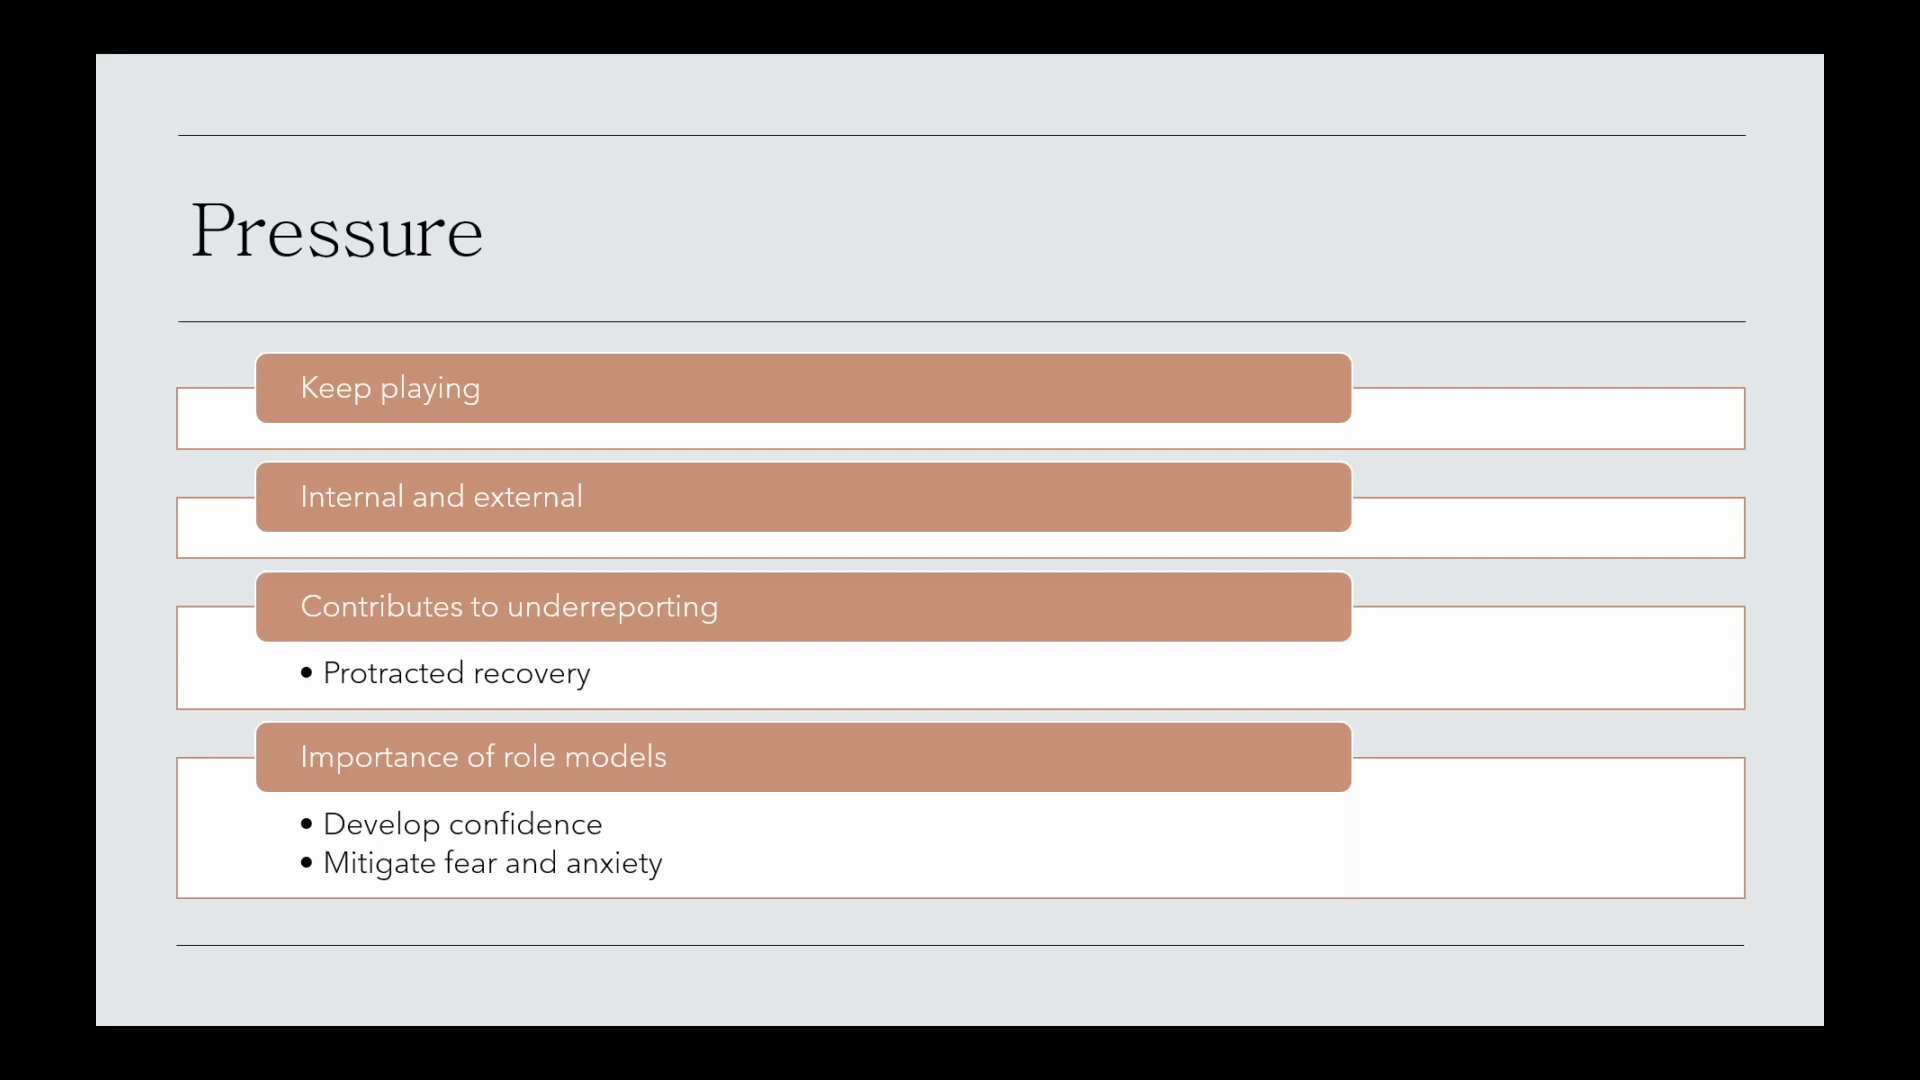 Pressure
Keep playing
Internal and external
Contributes to underreporting
• Protracted recovery
Importance of role models
• Develop confidence
• Mitigate fear and anxiety